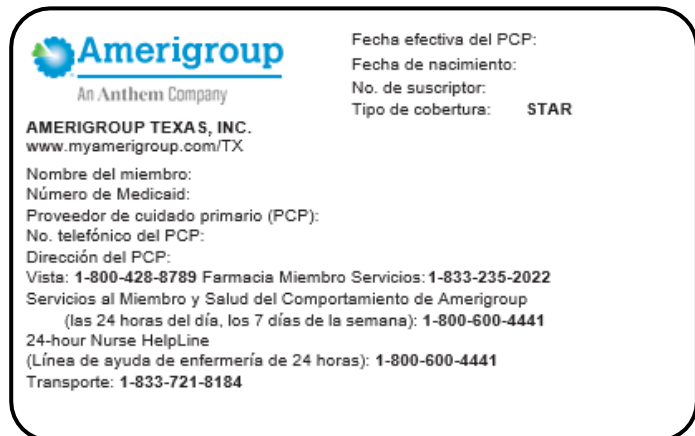 Amerigroup
An Anthem Company
Fecha efectiva del PCP:
Fecha de nacimiento:
No. de suscriptor:
Tipo de cobertura: STAR
AMERIGROUP TEXAS, INC.
www.myamerigroup.com/TX
Nombre del miembro:
Número de Medicaid:
Proveedor de cuidado primario (PCP):
No. telefónico del PCP:
Dirección del PCP:
Vista: 1-800-428-8789 Farmacia Miembro Servicios: 1-833-235-2022
Servicios al Miembro y Salud del Comportamiento de Amerigroup
(las 24 horas del día, los 7 días de la semana): 1-800-600-4441
24-hour Nurse HelpLine
(Línea de ayuda de enfermería de 24 horas): 1-800-600-4441
Transporte: 1-833-721-8184